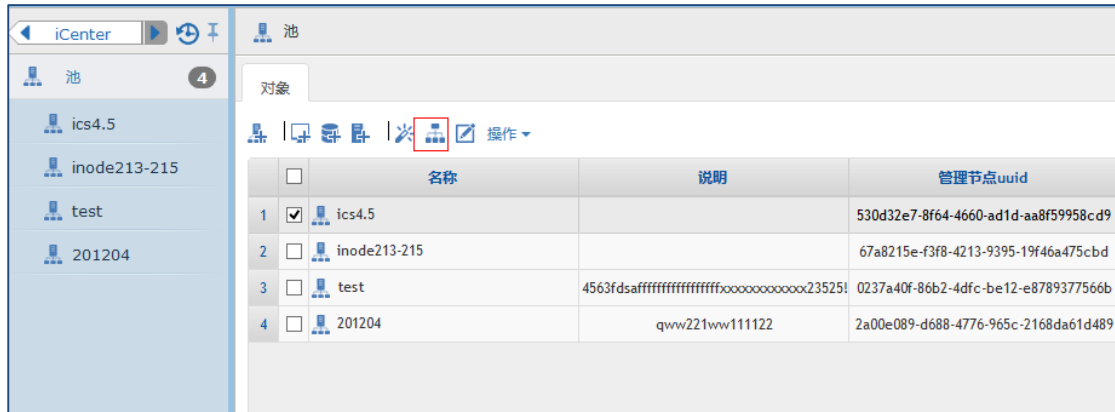 iCenter
池 4
ics4.5
inode213-215
test
201204
池
对象
操作
名称 说明 管理节点uuid
1 ics4.5 530d32e7-8f64-4660-ad1d-aa8f59958cd9
2 inode213-215 67a8215e-f3f8-4213-9395-19f46a475cbd
3 test 0237a40f-86b2-4dfc-be12-e8789377566b
4 201204 qww221ww111122 2a00e089-d688-4776-965c-2168da61d489